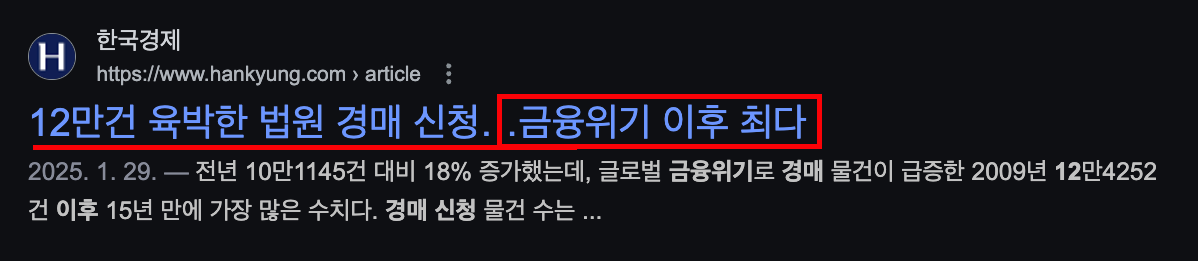 H
한국경제
https://www.hankyung.com › article
12만건 육박한 법원 경매 신청. .금융위기 이후 최다
2025. 1. 29. — 전년 10만1145건 대비 18% 증가했는데, 글로벌 금융위기로 경매 물건이 급증한 2009년 12만4252
건 이후 15년 만에 가장 많은 수치다. 경매 신청 물건 수는 ...